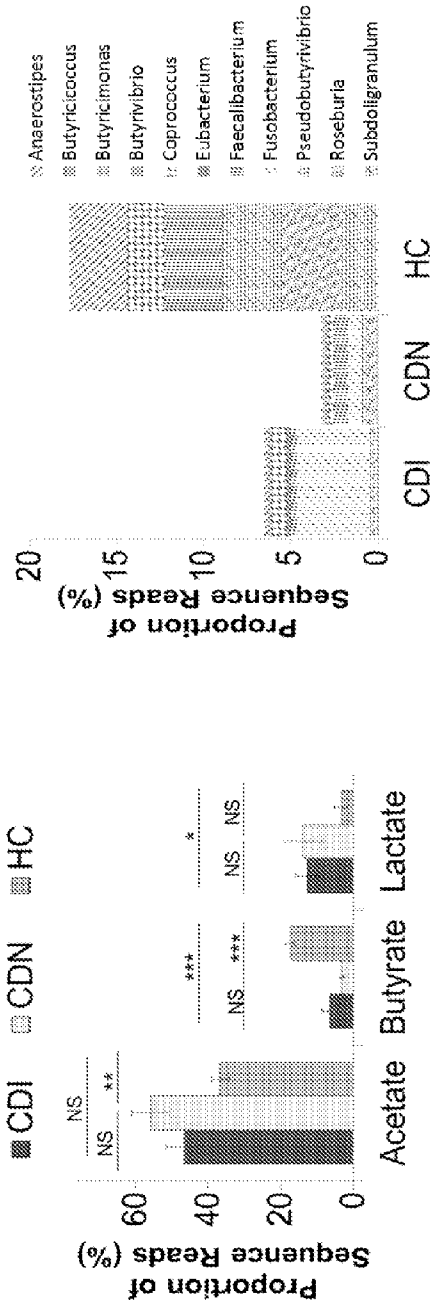 CDI CDN HC
Proportion of
Sequence Reads (%)
60
40
20
0
NS
NS **
***
NS ***
*
NS NS
Acetate Butyrate Lactate
Proportion of
Sequence Reads (%)
20
15
10
5
0
CDI CDN HC
Anaerostipes
Butyricicoccus
Butyricimonas
Butyrivibrio
Coprococcus
Eubacterium
Faecalibacterium
Fusobacterium
Pseudobutyrivibrio
Roseburia
Subdoligranulum